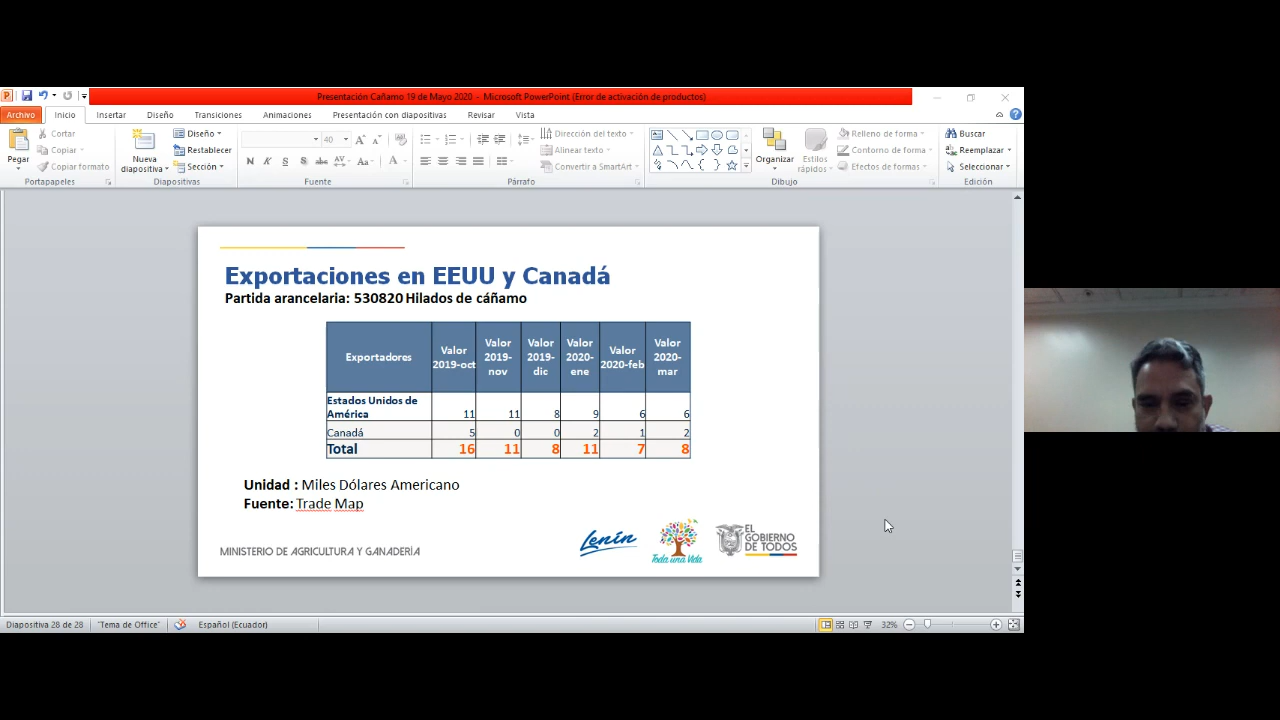 Presentación Cañamo 19 de Mayo 2020 - Microsoft PowerPoint (Error de activación de productos)
Archivo Inicio Insertar Diseño Transiciones Animaciones Presentación con diapositivas Revisar Vista
Pegar
Cortar
Copiar
Copiar formato
Portapapeles
Nueva diapositiva
Diseño
Restablecer
Sección
Diapositivas
40
N K S S abc AV Aa A
Fuente
Dirección del texto
Alinear texto
Convertir a SmartArt
Párrafo
Organizar
Estilos rápidos
Relleno de forma
Contorno de forma
Efectos de formas
Dibujo
Buscar
Reemplazar
Seleccionar
Edición
Exportaciones en EEUU y Canadá
Partida arancelaria: 530820 Hilados de cáñamo
Exportadores Valor 2019-oct Valor 2019-nov Valor 2019-dic Valor 2020-ene Valor 2020-feb Valor 2020-mar
Estados Unidos de América 11 11 8 9 6 6
Canadá 5 0 0 2 1 2
Total 16 11 8 11 7 8
Unidad : Miles Dólares Americano
Fuente: Trade Map
MINISTERIO DE AGRICULTURA Y GANADERÍA
Lenín
Toda una Vida
EL GOBIERNO DE TODOS
Diapositiva 28 de 28 "Tema de Office" Español (Ecuador) 32%